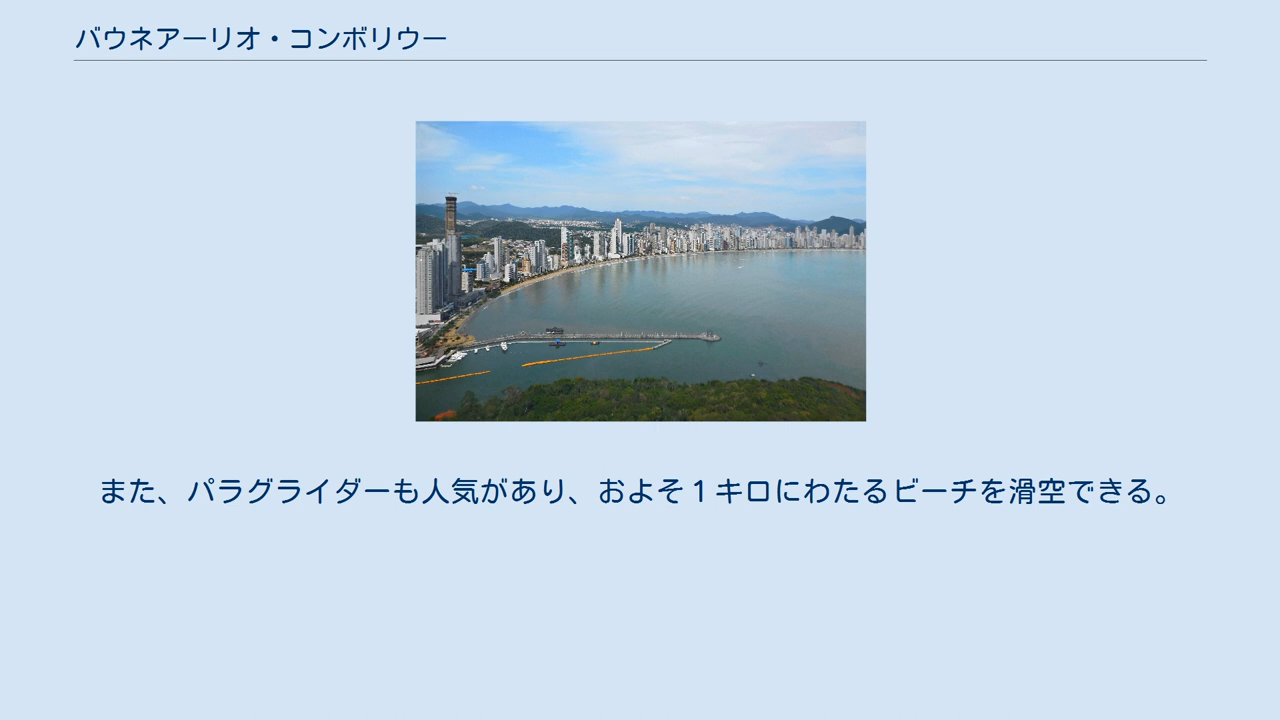 バウネアーリオ・コンボリウー
また、パラグライダーも人気があり、およそ１キロにわたるビーチを滑空できる。